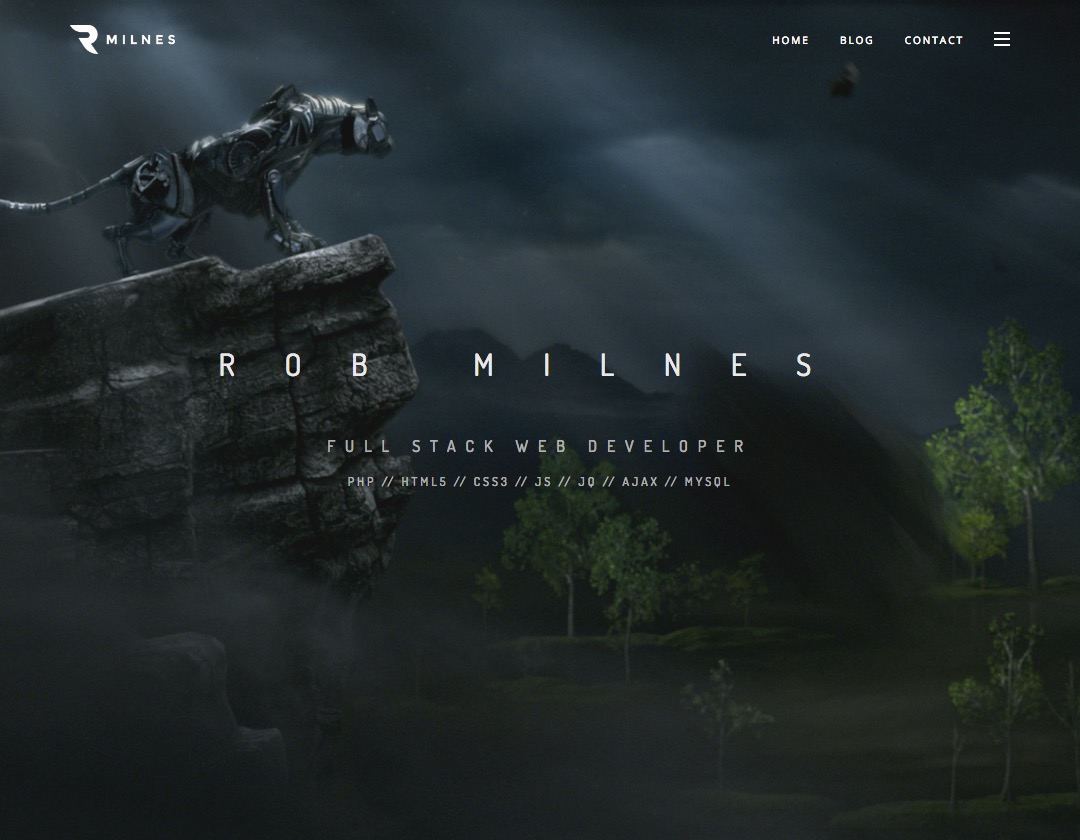 MILNES
HOME BLOG CONTACT
ROB MILNES
FULL STACK WEB DEVELOPER
PHP // HTML5 // CSS3 // JS // JQ // AJAX // MYSQL